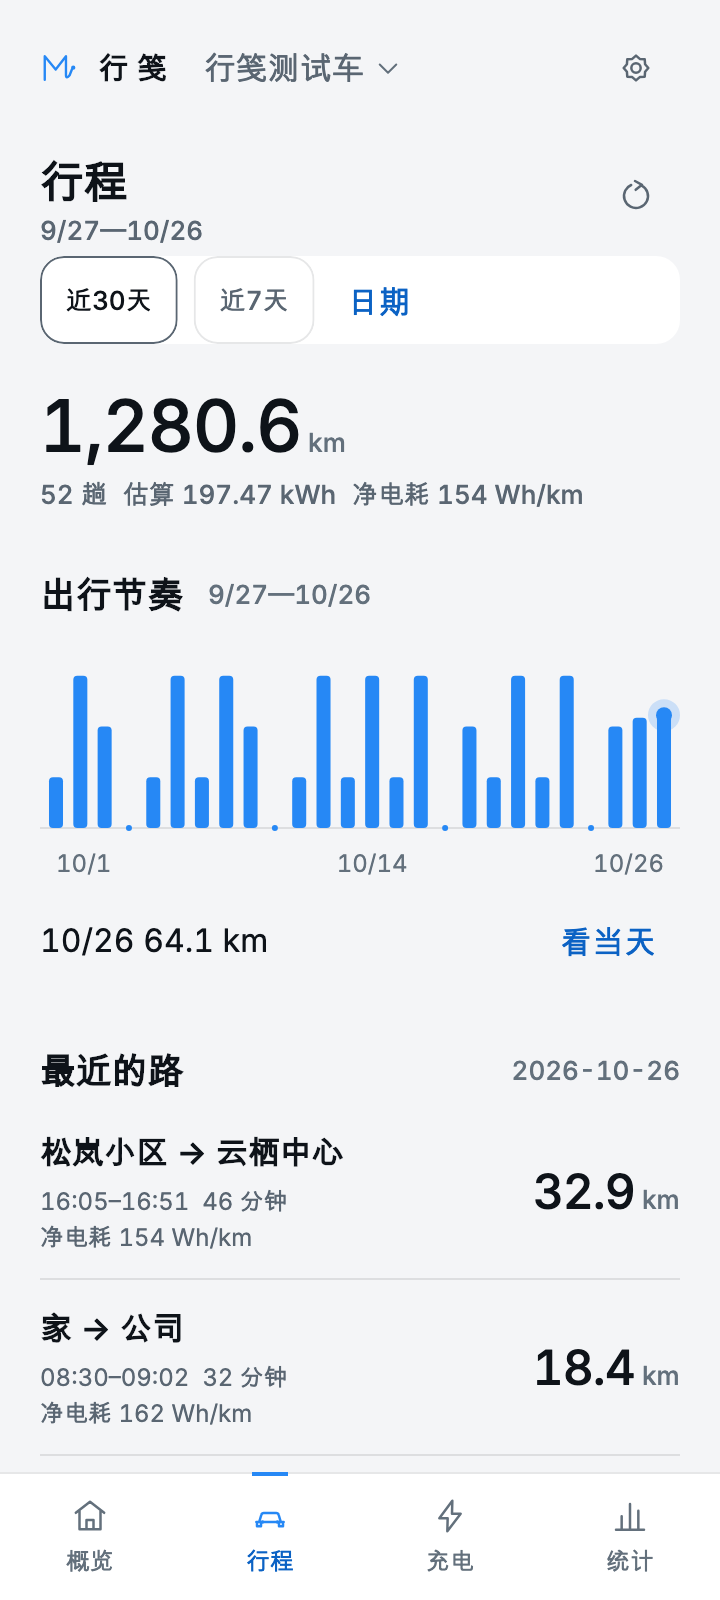 行笺 行笺测试车
行程
9/27—10/26
近30天 近7天 日期
1,280.6 km
52 趟 估算 197.47 kWh 净电耗 154 Wh/km
出行节奏 9/27—10/26
10/1 10/14 10/26
10/26 64.1 km 看当天
最近的路 2026-10-26
松岚小区 → 云栖中心
16:05–16:51 46 分钟
32.9 km
净电耗 154 Wh/km
家 → 公司
08:30–09:02 32 分钟
18.4 km
净电耗 162 Wh/km
概览 行程 充电 统计